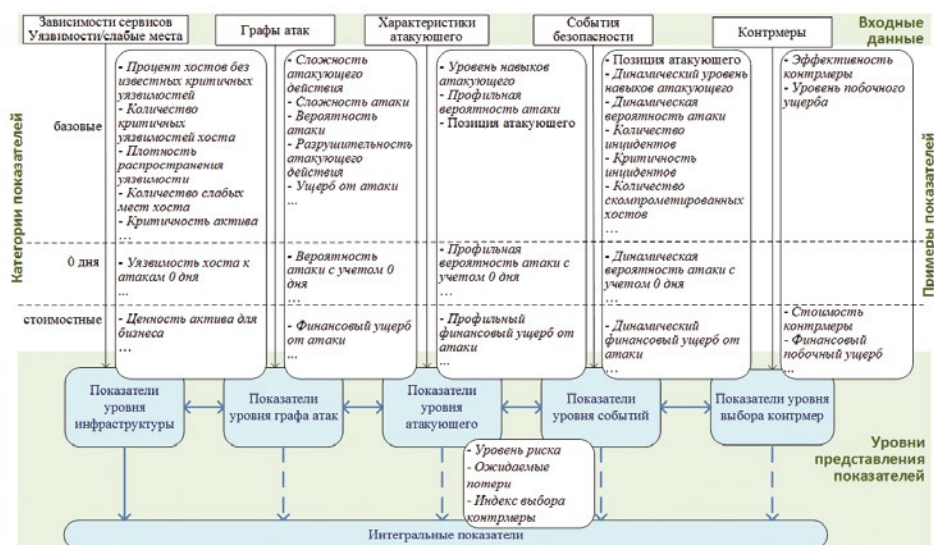 Зависимости сервисов
Уязвимости/слабые места
Графы атак
Характеристики
атакующего
События
безопасности
Контрмеры
Входные
данные
Категории показателей
базовые
0 дня
стоимостные
- Процент хостов без
известных критичных
уязвимостей
- Количество
критичных
уязвимостей хоста
- Плотность
распространения
уязвимости
- Количество слабых
мест хоста
- Критичность актива
...
- Уязвимость хоста к
атакам 0 дня
...
- Ценность актива для
бизнеса
...
- Сложность
атакующего
действия
- Сложность атаки
- Вероятность
атаки
- Разрушительность
атакующего
действия
- Ущерб от атаки
...
- Вероятность
атаки с учетом 0
дня
...
- Финансовый ущерб
от атаки
...
- Уровень навыков
атакующего
- Профильная
вероятность атаки
- Позиция атакующего
- Профильная
вероятность атаки с
учетом 0 дня
...
- Профильный
финансовый ущерб от
атаки
...
- Позиция атакующего
- Динамический уровень
навыков атакующего
- Динамическая
вероятность атаки
- Количество
инцидентов
- Критичность
инцидентов
- Количество
скомпрометированных
хостов
...
- Динамическая
вероятность атаки с
учетом 0 дня
...
- Динамический
финансовый ущерб от
атаки
...
- Эффективность
контрмеры
- Уровень побочного
ущерба
- Стоимость
контрмеры
- Финансовый
побочный ущерб
...
Примеры показателей
Показатели
уровня
инфраструктуры
Показатели
уровня графа атак
Показатели
уровня
атакующего
Показатели
уровня событий
Показатели уровня
выбора контрмер
Уровни
представления
показателей
- Уровень риска
- Ожидаемые
потери
- Индекс выбора
контрмеры
Интегральные показатели